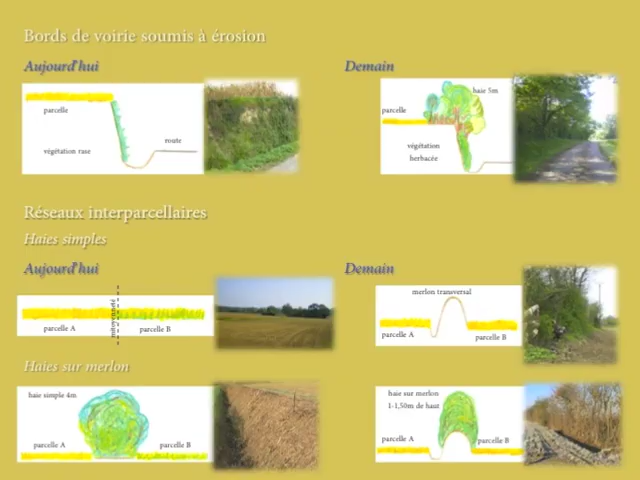 Bords de voirie soumis à érosion
Aujourd'hui
Demain
parcelle
végétation rase
route
haie 5m
parcelle
végétation
herbacée
Réseaux interparcellaires
Haies simples
Aujourd'hui
Demain
mitoyenneté
parcelle A
parcelle B
merlon transversal
parcelle A
parcelle B
Haies sur merlon
haie simple 4m
parcelle A
parcelle B
haie sur merlon
1-1,50m de haut
parcelle A
parcelle B